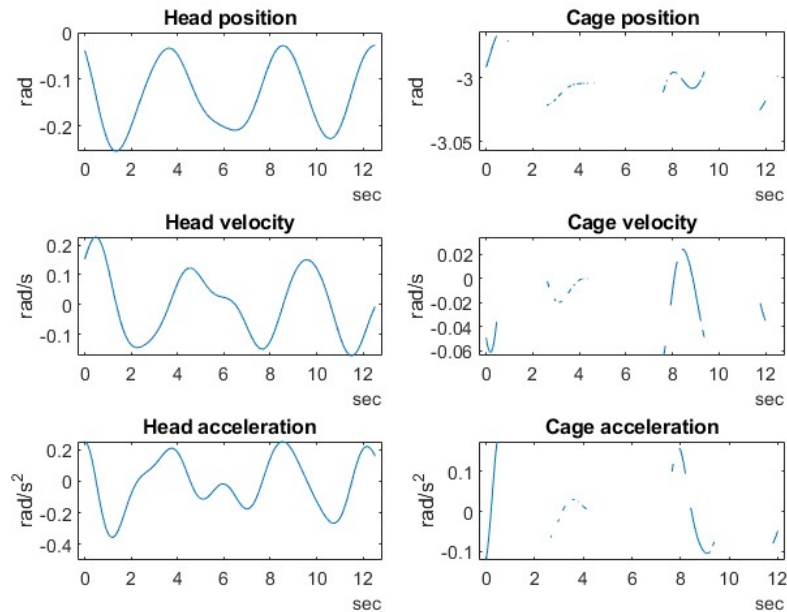 Head position
0
-0.1
-0.2
rad
0 2 4 6 8 10 12
sec
Cage position
-3
-3.05
rad
0 2 4 6 8 10 12
sec
Head velocity
0.2
0.1
0
-0.1
rad/s
0 2 4 6 8 10 12
sec
Cage velocity
0.02
0
-0.02
-0.04
-0.06
rad/s
0 2 4 6 8 10 12
sec
Head acceleration
0.2
0
-0.2
-0.4
rad/s²
0 2 4 6 8 10 12
sec
Cage acceleration
0.1
0
-0.1
rad/s²
0 2 4 6 8 10 12
sec